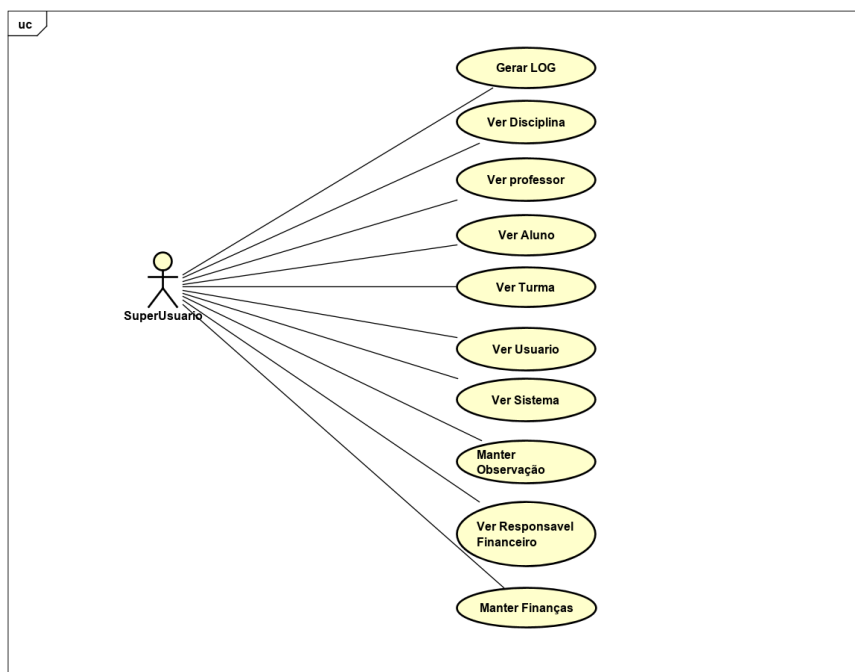 uc
Gerar LOG
Ver Disciplina
Ver professor
Ver Aluno
Ver Turma
SuperUsuario
Ver Usuario
Ver Sistema
Manter
Observação
Ver Responsavel
Financeiro
Manter Finanças